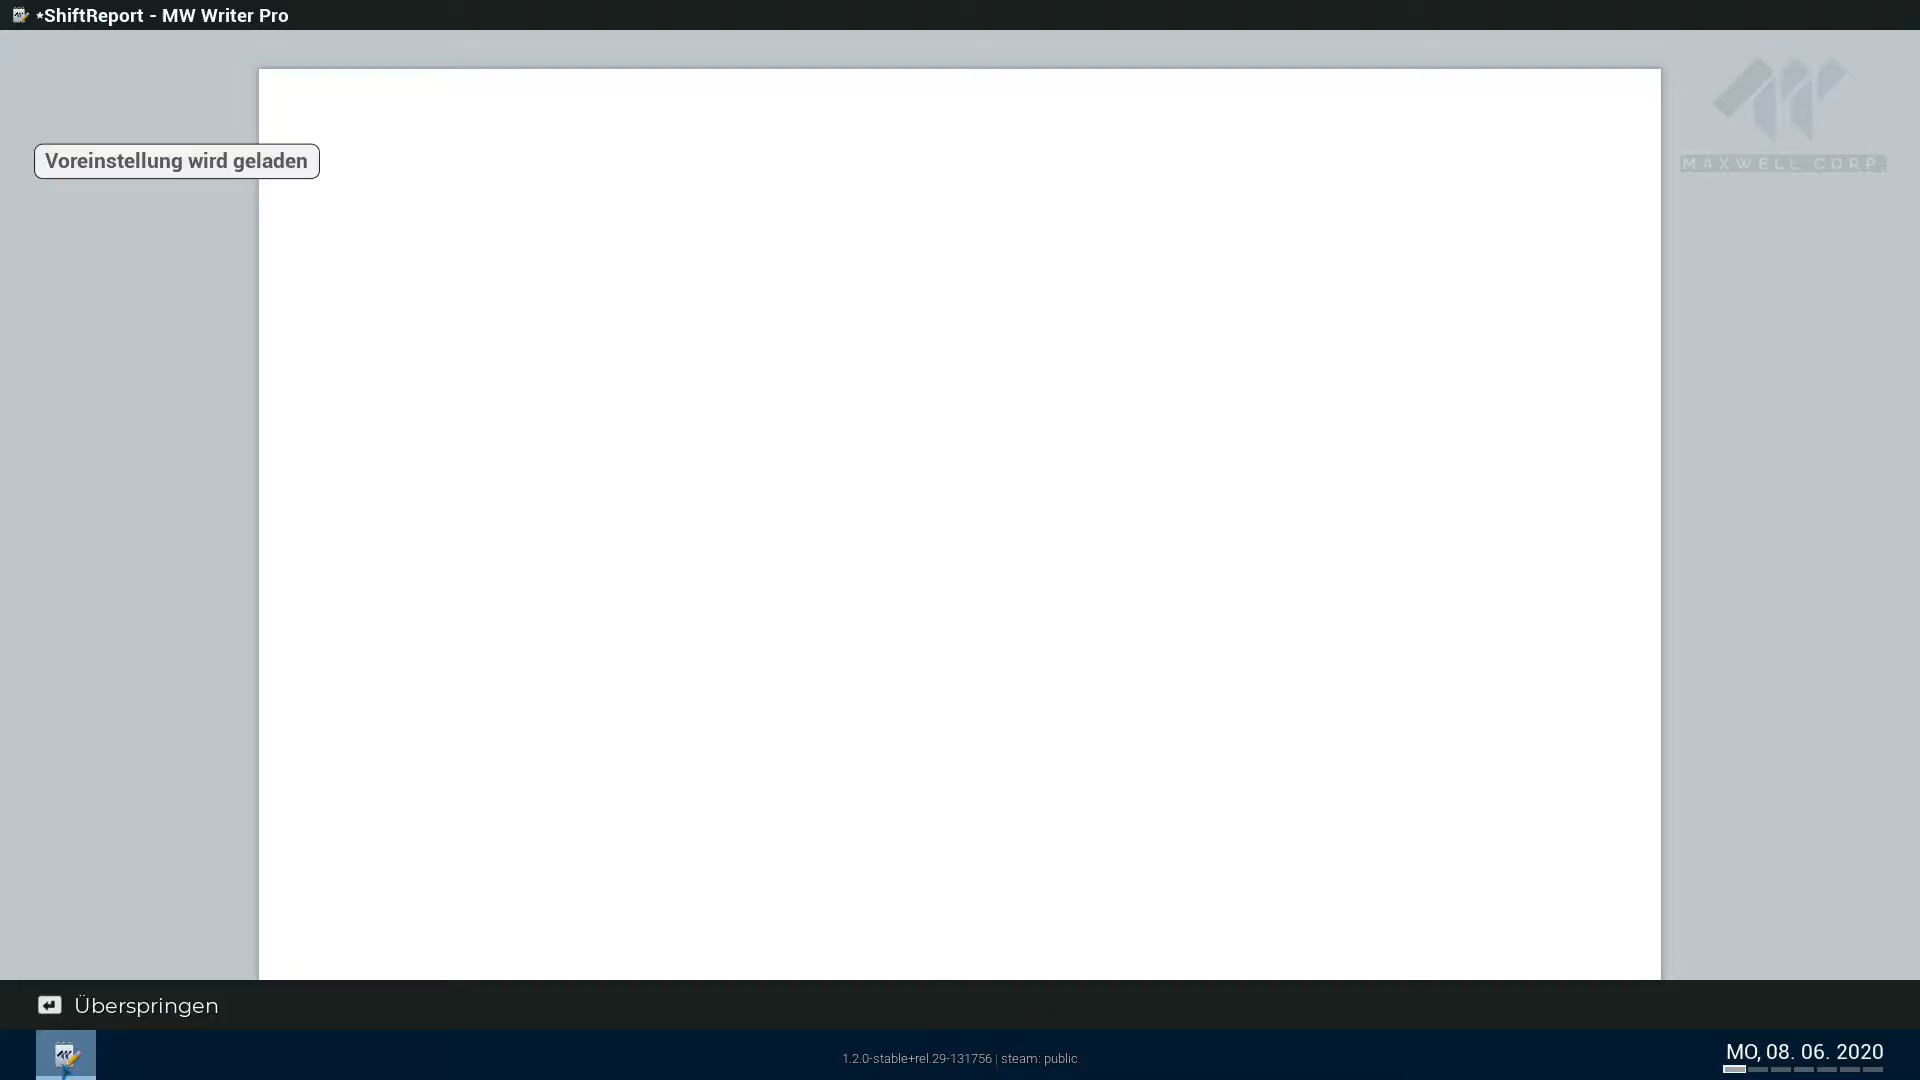 *ShiftReport - MW Writer Pro
MAXWELL CORP.
Voreinstellung wird geladen
Überspringen
1.2.0-stable+rel.29-131756 | steam: public
MO, 08. 06. 2020